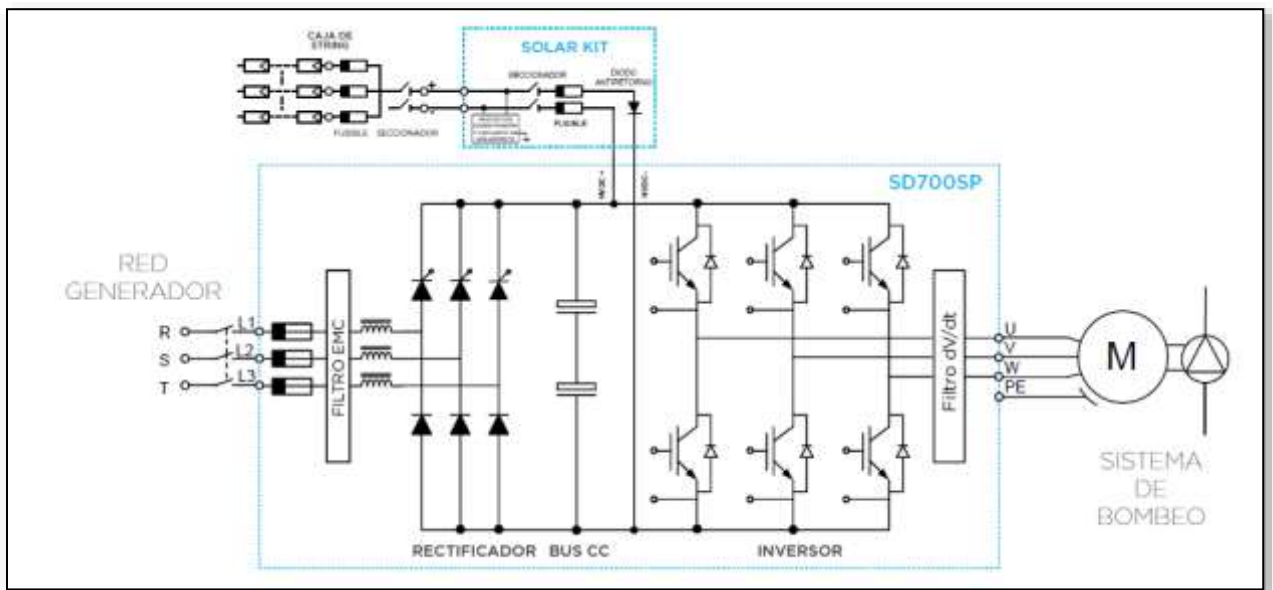 CAJA DE
STRING
SOLAR KIT
SECCIONADOR
DIODO
ANTIRETORNO
+
-
FUSIBLE SECCIONADOR
FUSIBLE
SD700SP
RED
GENERADOR
R
S
T
L1
L2
L3
FILTRO EMC
Filtro dV/dt
U
V
W
PE
M
SISTEMA
DE
BOMBEO
RECTIFICADOR BUS CC
INVERSOR